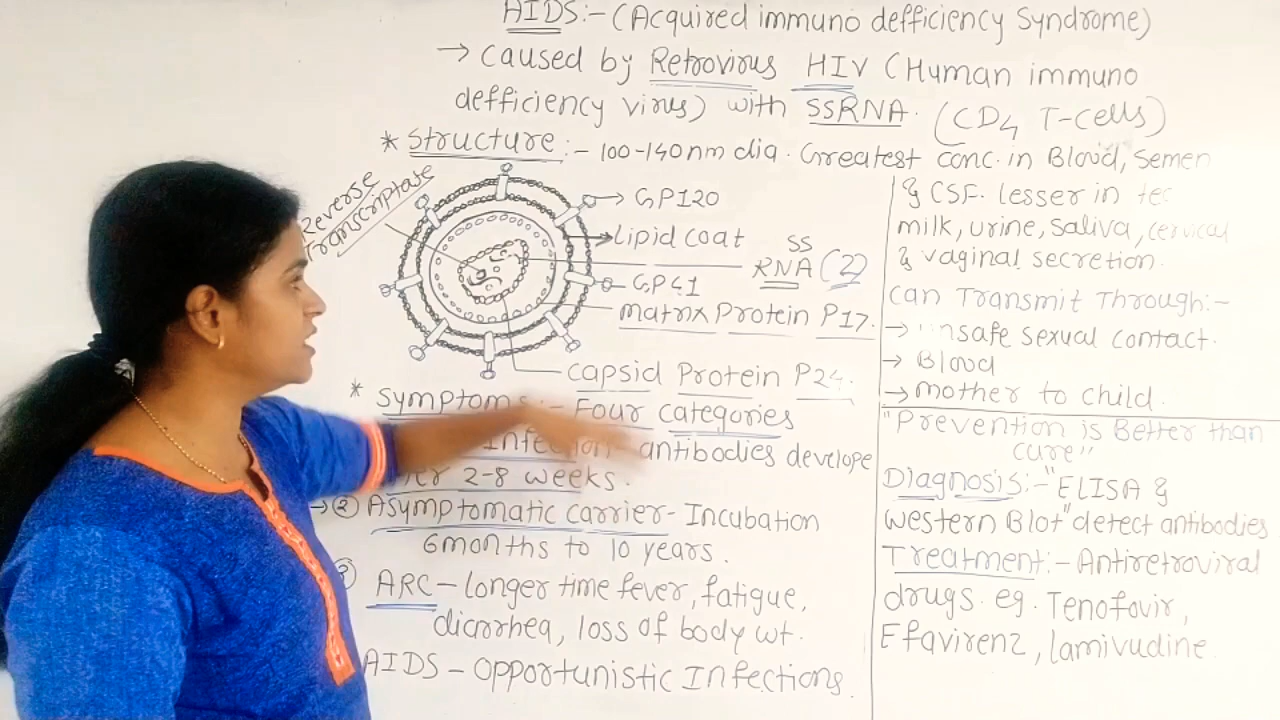 AIDS:- (Acquired immuno defficiency Syndrome)
→ caused by Retrovirus HIV (Human immuno
defficiency virus) with SSRNA. (CD4 T-cells)
* Structure:- 100-140nm dia. Greatest conc. in Blood, Semen
Reverse
Transcriptase
→ GP120
→ Lipid coat
SS
RNA (2)
GP41
matrix Protein P17.
capsid Protein P24.
* Symptoms:- Four categories
Infection antibodies develope
2-8 weeks.
→ ② Asymptomatic carrier- Incubation
6months to 10 years.
③ ARC - longer time fever, fatigue,
diarrhea, loss of body wt.
AIDS - Opportunistic Infections.
& CSF. lesser in
milk, urine, Saliva, cervical
& vaginal secretion.
can Transmit Through:-
→ unsafe sexual contact.
→ Blood
→ mother to child.
"Prevention is Better than
cure"
Diagnosis:- "ELISA &
Western Blot" detect antibodies.
Treatment:- Antiretroviral
drugs. eg. Tenofovir,
Efavirenz, lamivudine.